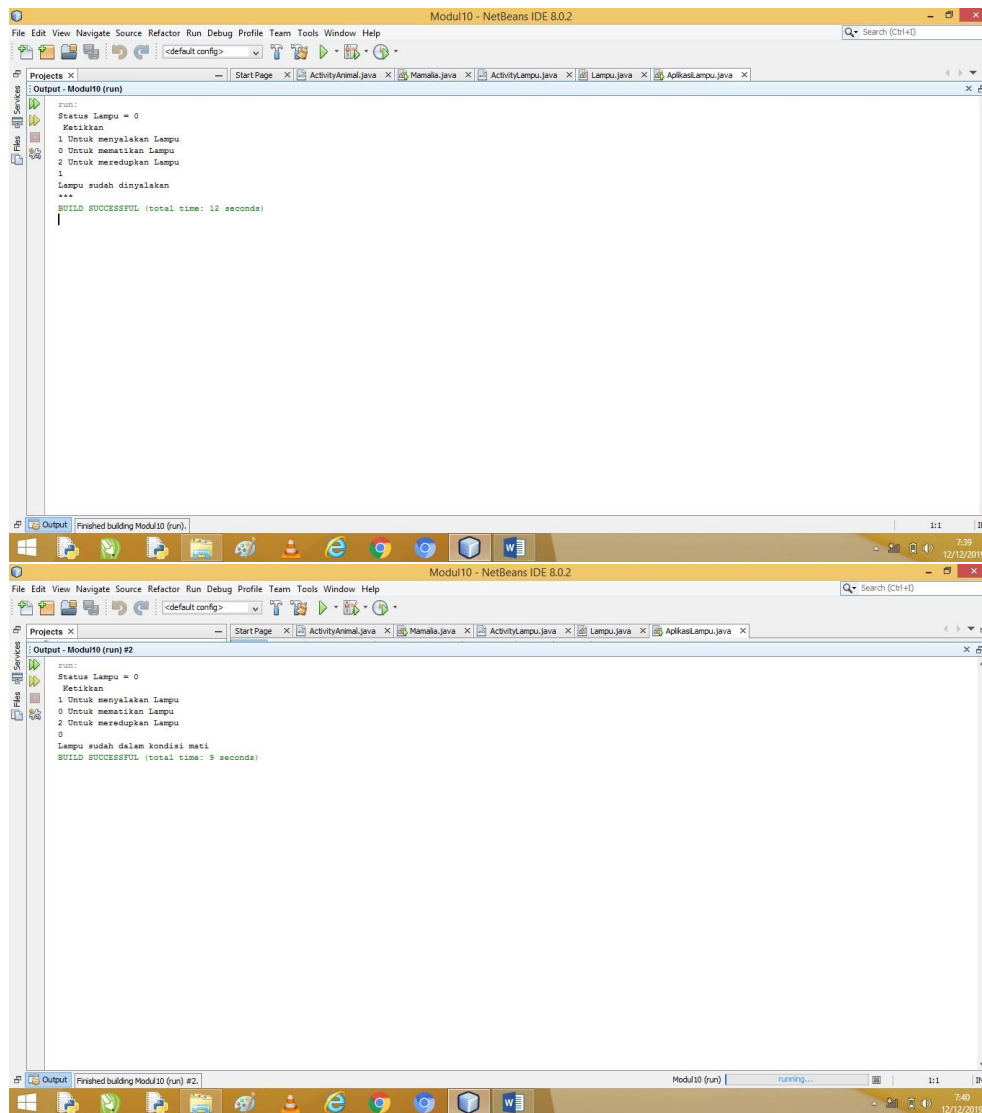 Modul10 - NetBeans IDE 8.0.2
File Edit View Navigate Source Refactor Run Debug Profile Team Tools Window Help
Search (Ctrl+I)
<default config>
Projects
Start Page ActivityAnimal.java Mamalia.java ActivityLampu.java Lampu.java AplikasiLampu.java
Services
Files
Output - Modul10 (run)
run:
Status Lampu = 0
Ketikkan
1 Untuk menyalakan Lampu
0 Untuk mematikan Lampu
2 Untuk meredupkan Lampu
1
Lampu sudah dinyalakan
***
BUILD SUCCESSFUL (total time: 12 seconds)
Output Finished building Modul10 (run). 1:1
7:39
12/12/2019
Modul10 - NetBeans IDE 8.0.2
File Edit View Navigate Source Refactor Run Debug Profile Team Tools Window Help
Search (Ctrl+I)
<default config>
Projects
Start Page ActivityAnimal.java Mamalia.java ActivityLampu.java Lampu.java AplikasiLampu.java
Services
Files
Output - Modul10 (run) #2
run:
Status Lampu = 0
Ketikkan
1 Untuk menyalakan Lampu
0 Untuk mematikan Lampu
2 Untuk meredupkan Lampu
0
Lampu sudah dalam kondisi mati
BUILD SUCCESSFUL (total time: 9 seconds)
Output Finished building Modul10 (run) #2. Modul10 (run) running... 1:1
7:40
12/12/2019